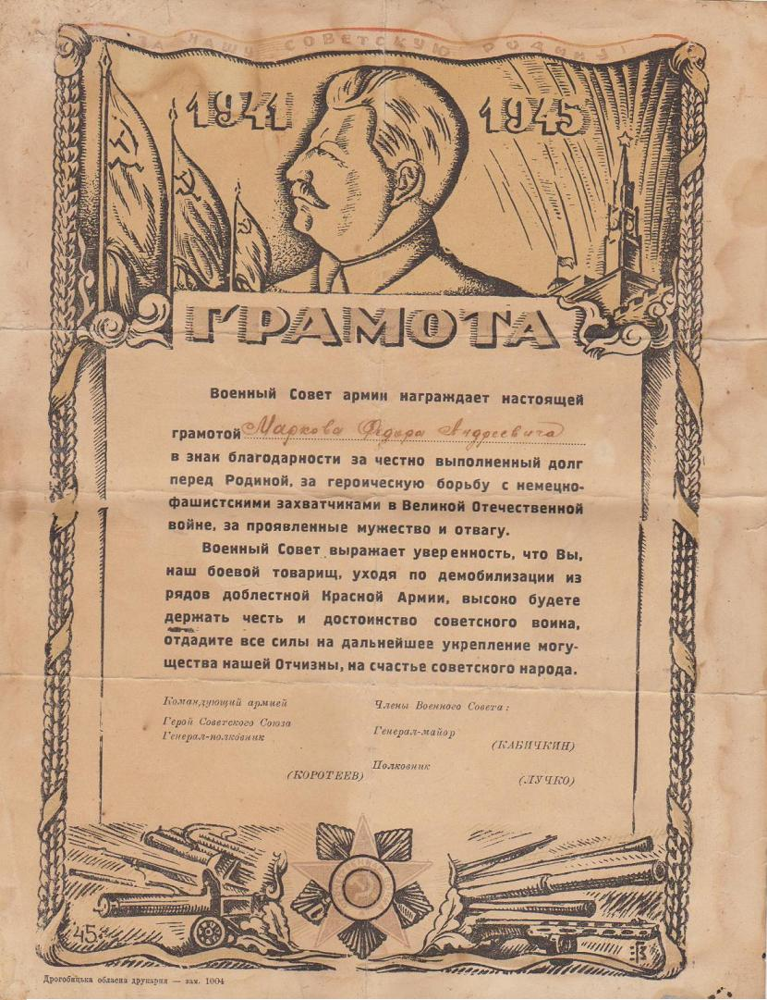 ЗА НАШУ СОВЕТСКУЮ РОДИНУ!
1941 1945
ГРАМОТА
Военный Совет армии награждает настоящей
грамотой Маркова Федора Андреевича
в знак благодарности за честно выполненный долг
перед Родиной, за героическую борьбу с немецко-
фашистскими захватчиками в Великой Отечественной
войне, за проявленные мужество и отвагу.
Военный Совет выражает уверенность, что Вы,
наш боевой товарищ, уходя по демобилизации из
рядов доблестной Красной Армии, высоко будете
держать честь и достоинство советского воина,
отдадите все силы на дальнейшее укрепление могу-
щества нашей Отчизны, на счастье советского народа.
Командующий армией
Герой Советского Союза
Генерал-полковник
(КОРОТЕЕВ)
Члены Военного Совета:
Генерал-майор
(КАБИЧКИН)
Полковник
(ЛУЧКО)
45
Дрогобицька обласна друкарня — зам. 1004